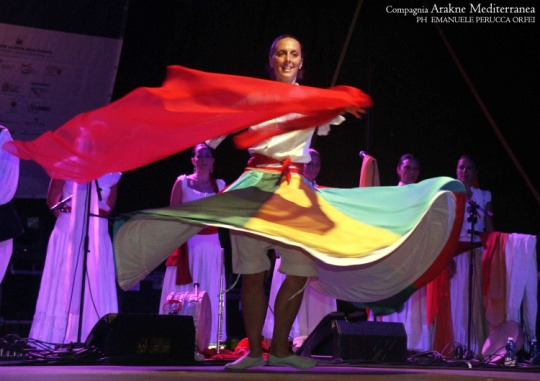 Compagnia Arakne Mediterranea
PH EMANUELE PERUCCA ORFEI